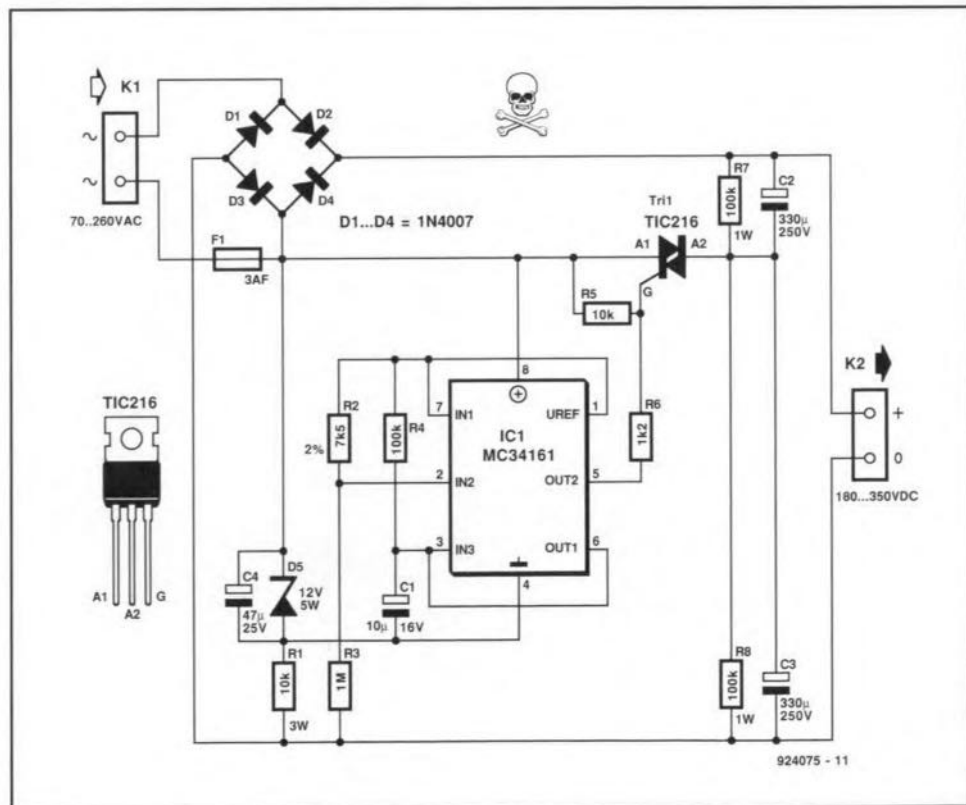 K1
~
~
70...260VAC
D1
D2
D3
D4
D1...D4 = 1N4007
F1
3AF
R7
100k
1W
C2
330µ
250V
Tri1
TIC216
A1
A2
G
R5
10k
K2
+
0
180...350VDC
TIC216
A1
A2
G
R2
7k5
2%
R4
100k
8
7
IN1
UREF
1
IC1
MC34161
2
IN2
OUT2
5
3
IN3
OUT1
6
4
R6
1k2
C4
47µ
25V
D5
12V
5W
C1
10µ
16V
R1
10k
3W
R3
1M
R8
100k
1W
C3
330µ
250V
924075 - 11